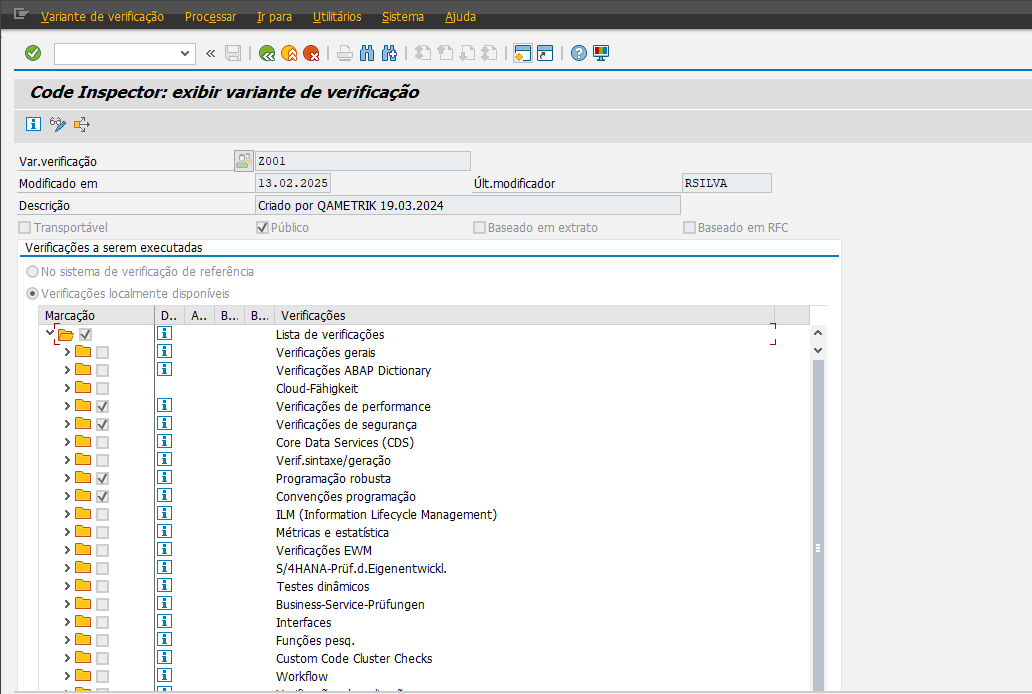 Variante de verificação Processar Ir para Utilitários Sistema Ajuda
Code Inspector: exibir variante de verificação
Var.verificação Z001
Modificado em 13.02.2025 Últ.modificador RSILVA
Descrição Criado por QAMETRIK 19.03.2024
Transportável Público Baseado em extrato Baseado em RFC
Verificações a serem executadas
No sistema de verificação de referência
Verificações localmente disponíveis
Marcação D.. A.. B... B... Verificações
Lista de verificações
Verificações gerais
Verificações ABAP Dictionary
Cloud-Fähigkeit
Verificações de performance
Verificações de segurança
Core Data Services (CDS)
Verif.sintaxe/geração
Programação robusta
Convenções programação
ILM (Information Lifecycle Management)
Métricas e estatística
Verificações EWM
S/4HANA-Prüf.d.Eigenentwickl.
Testes dinâmicos
Business-Service-Prüfungen
Interfaces
Funções pesq.
Custom Code Cluster Checks
Workflow